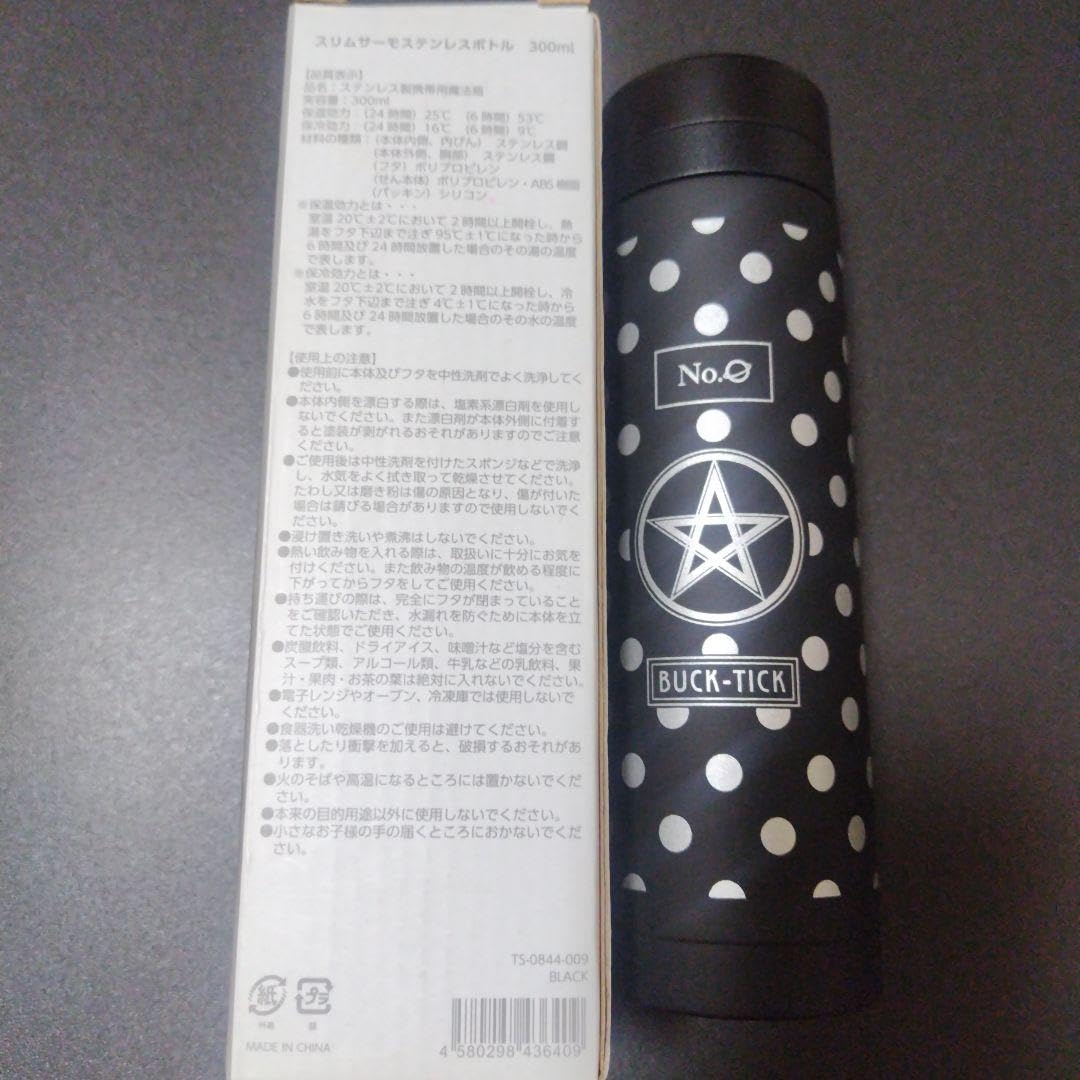 スリムサーモステンレスボトル 300ml
【品質表示】
品名：ステンレス製携帯用魔法瓶
実容量：300ml
保温効力：（24時間）25℃ （6時間）53℃
保冷効力：（24時間）16℃ （6時間）9℃
材料の種類：（本体内側、内びん） ステンレス鋼
（本体外側、胴部） ステンレス鋼
（フタ）ポリプロピレン
（せん本体）ポリプロピレン・ABS樹脂
（パッキン）シリコン
※保温効力とは・・・
室温20℃±2℃において2時間以上開栓し、熱
湯をフタ下辺まで注ぎ95℃±1℃になった時から
6時間及び24時間放置した場合のその湯の温度
で表します。
※保冷効力とは・・・
室温20℃±2℃において2時間以上開栓し、冷
水をフタ下辺まで注ぎ4℃±1℃になった時から
6時間及び24時間放置した場合のその水の温度
で表します。
【使用上の注意】
●使用前に本体及びフタを中性洗剤でよく洗浄してく
ださい。
●本体内側を漂白する際は、塩素系漂白剤を使用し
ないでください。また漂白剤が本体外側に付着す
ると塗装が剥がれるおそれがありますのでご注意
ください。
●ご使用後は中性洗剤を付けたスポンジなどで洗浄
し、水気をよく拭き取って乾燥させてください。
たわし又は磨き粉は傷の原因となり、傷が付いた
場合は錆びる場合がありますので使用しないでく
ださい。
●浸け置き洗いや煮沸はしないでください。
●熱い飲み物を入れる際は、取扱いに十分にお気を
付けください。また飲み物の温度が飲める程度に
下がってからフタをしてご使用ください。
●持ち運びの際は、完全にフタが閉まっていること
をご確認いただき、水漏れを防ぐために本体を立
てた状態でご使用ください。
●炭酸飲料、ドライアイス、味噌汁など塩分を含む
スープ類、アルコール類、牛乳などの乳飲料、果
汁・果肉・お茶の葉は絶対に入れないでください。
●電子レンジやオーブン、冷凍庫では使用しないで
ください。
●食器洗い乾燥機のご使用は避けてください。
●落としたり衝撃を加えると、破損するおそれがあ
ります。
●火のそばや高温になるところには置かないでくだ
さい。
●本来の目的用途以外に使用しないでください。
●小さなお子様の手の届くところにおかないでくだ
さい。
TS-0844-009
BLACK
紙 プラ
外装 袋
MADE IN CHINA
4 580298 436409
No.0
BUCK-TICK